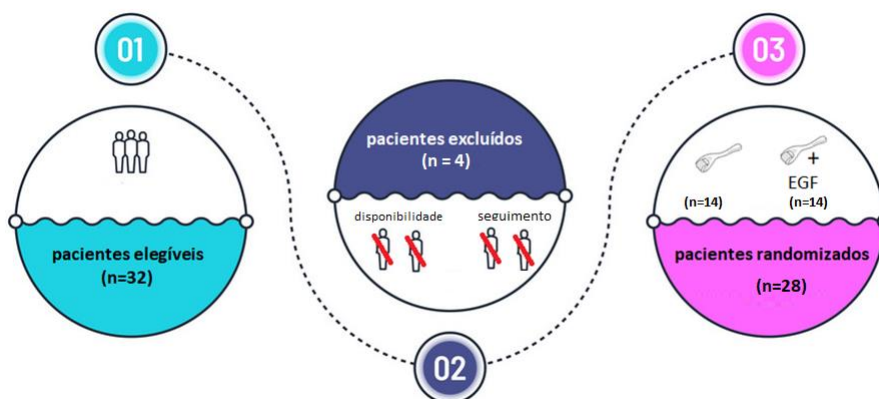 01
pacientes elegíveis
(n=32)
pacientes excluídos
(n = 4)
disponibilidade
seguimento
02
03
+
EGF
(n=14)
(n=14)
pacientes randomizados
(n=28)